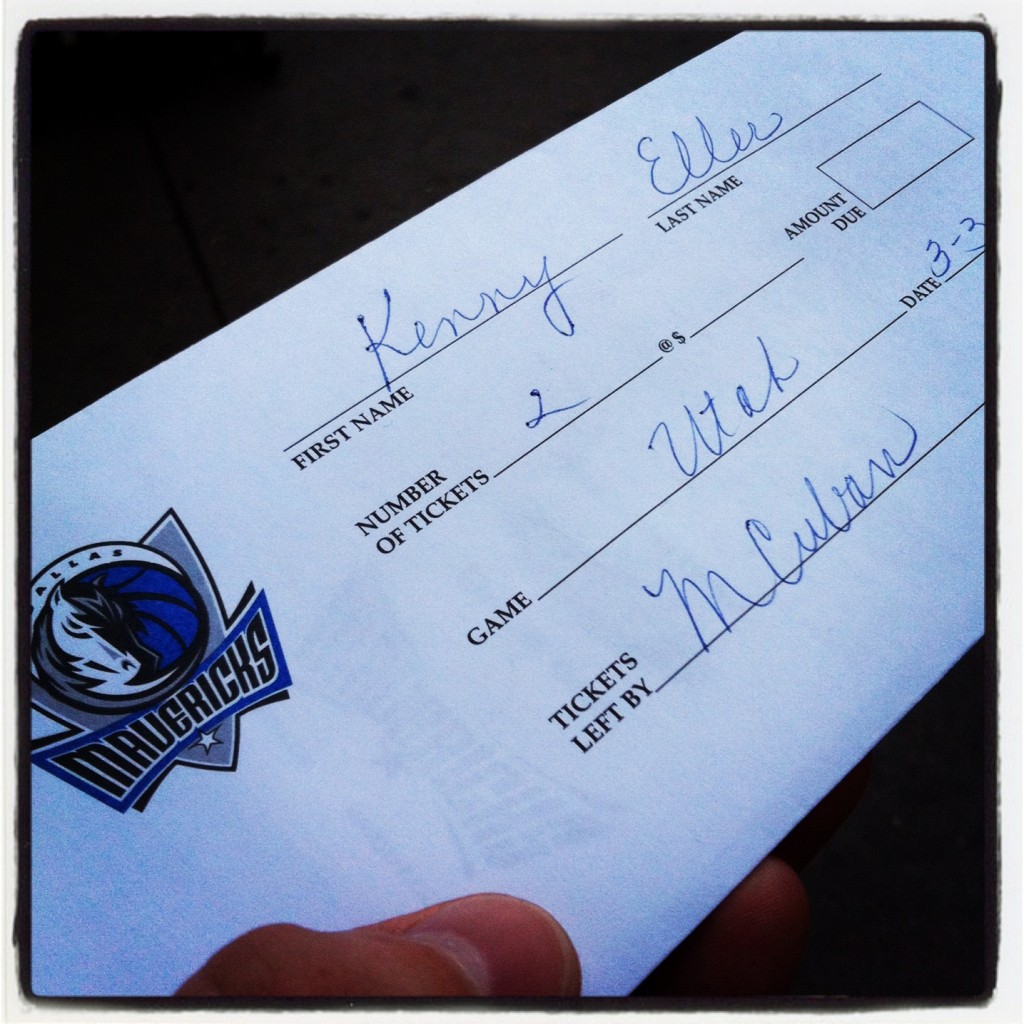 Kenny Eller
FIRST NAME LAST NAME
NUMBER
OF TICKETS 2 @ $
AMOUNT
DUE
GAME Utah DATE 3-3
TICKETS
LEFT BY M Cuban
ALLAS
MAVERICKS